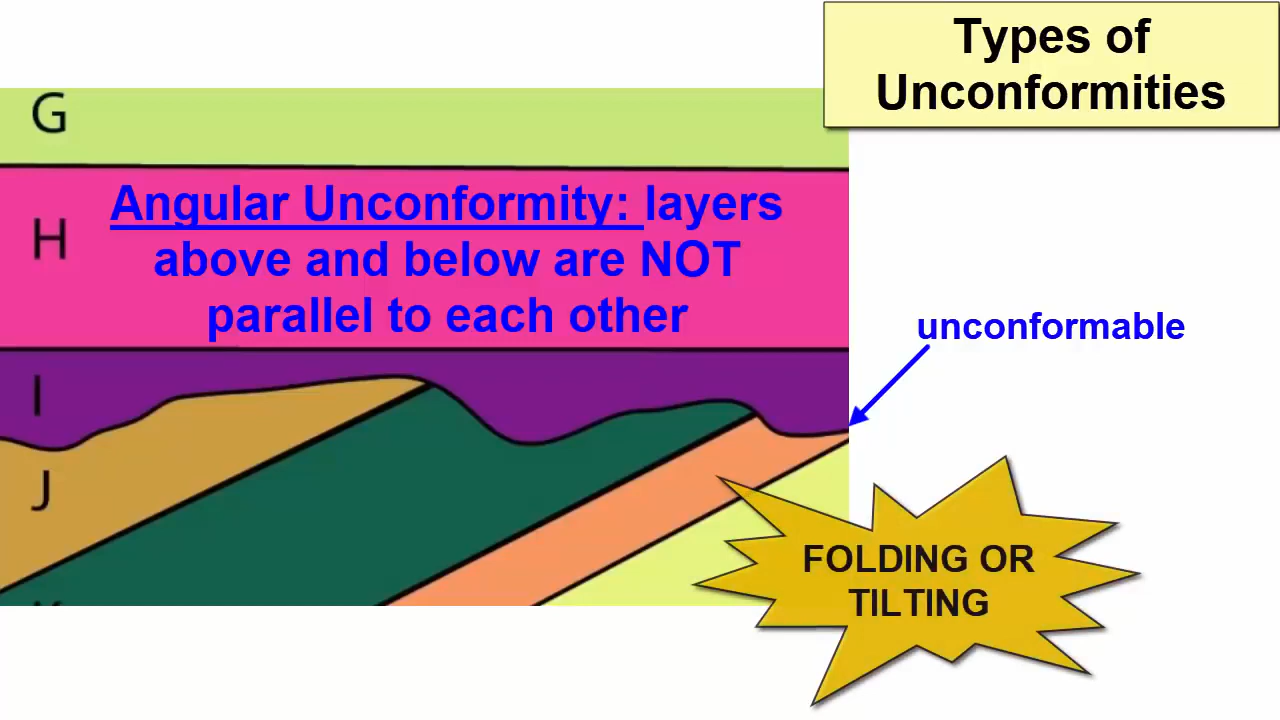 Types of
Unconformities
G
H
Angular Unconformity: layers
above and below are NOT
parallel to each other
unconformable
I
J
FOLDING OR
TILTING